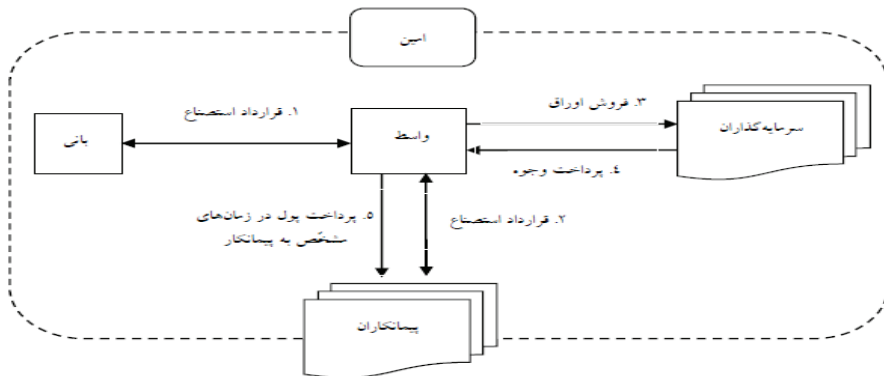 امین
۱. قرارداد استصناع
بانی
واسط
۳. فروش اوراق
سرمایه‌گذاران
۴. پرداخت وجوه
۵. پرداخت پول در زمان‌های
مشخّص به پیمانکار
۲. قرارداد استصناع
پیمانکاران